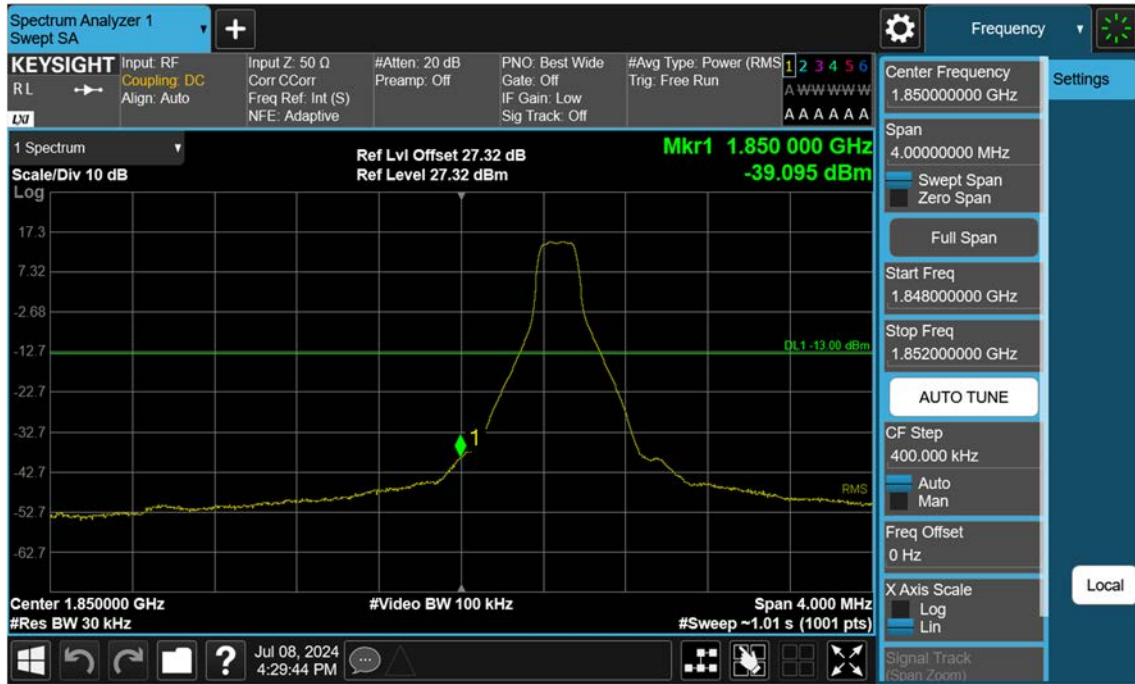 Spectrum Analyzer 1
Swept SA
+
Frequency
KEYSIGHT
RL
LXI
Input: RF
Coupling: DC
Align: Auto
Input Z: 50 Ω
Corr CCorr
Freq Ref: Int (S)
NFE: Adaptive
#Atten: 20 dB
Preamp: Off
PNO: Best Wide
Gate: Off
IF Gain: Low
Sig Track: Off
#Avg Type: Power (RMS
Trig: Free Run
1 2 3 4 5 6
A W W W W W
A A A A A A
1 Spectrum
Scale/Div 10 dB
Ref Lvl Offset 27.32 dB
Ref Level 27.32 dBm
Mkr1 1.850 000 GHz
-39.095 dBm
Log
17.3
7.32
-2.68
-12.7
-22.7
-32.7
-42.7
-52.7
-62.7
DL1 -13.00 dBm
1
RMS
Center 1.850000 GHz
#Video BW 100 kHz
Span 4.000 MHz
#Res BW 30 kHz
#Sweep ~1.01 s (1001 pts)
Center Frequency
1.850000000 GHz
Span
4.00000000 MHz
Swept Span
Zero Span
Full Span
Start Freq
1.848000000 GHz
Stop Freq
1.852000000 GHz
AUTO TUNE
CF Step
400.000 kHz
Auto
Man
Freq Offset
0 Hz
X Axis Scale
Log
Lin
Signal Track
(Span Zoom)
Settings
Local
?
Jul 08, 2024
4:29:44 PM